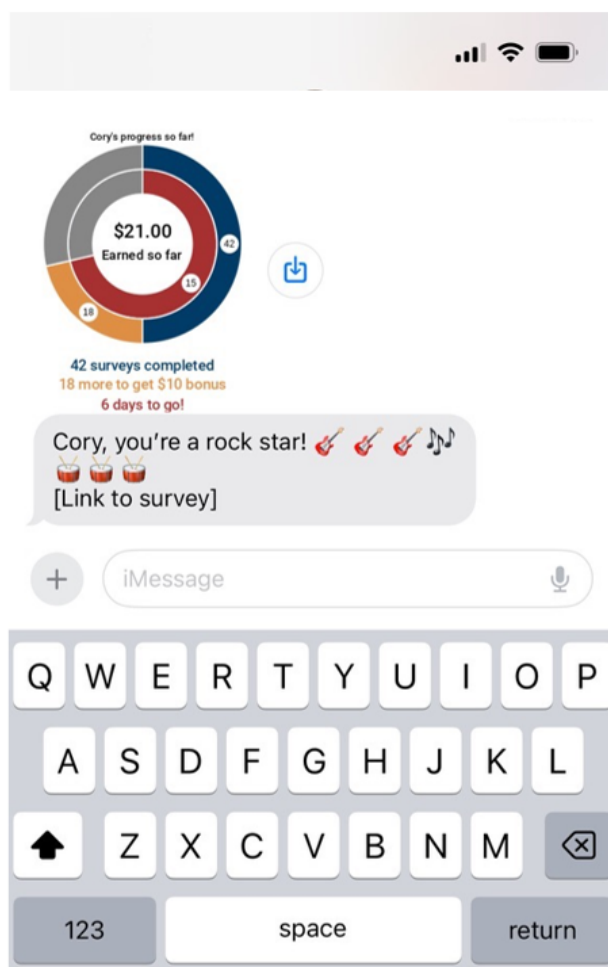 Cory's progress so far!
$21.00
Earned so far
42
15
18
42 surveys completed
18 more to get $10 bonus
6 days to go!
Cory, you’re a rock star! 🎸 🎸 🎸 🎶
🥁 🥁 🥁
[Link to survey]
iMessage
Q W E R T Y U I O P
A S D F G H J K L
Z X C V B N M
123 space return